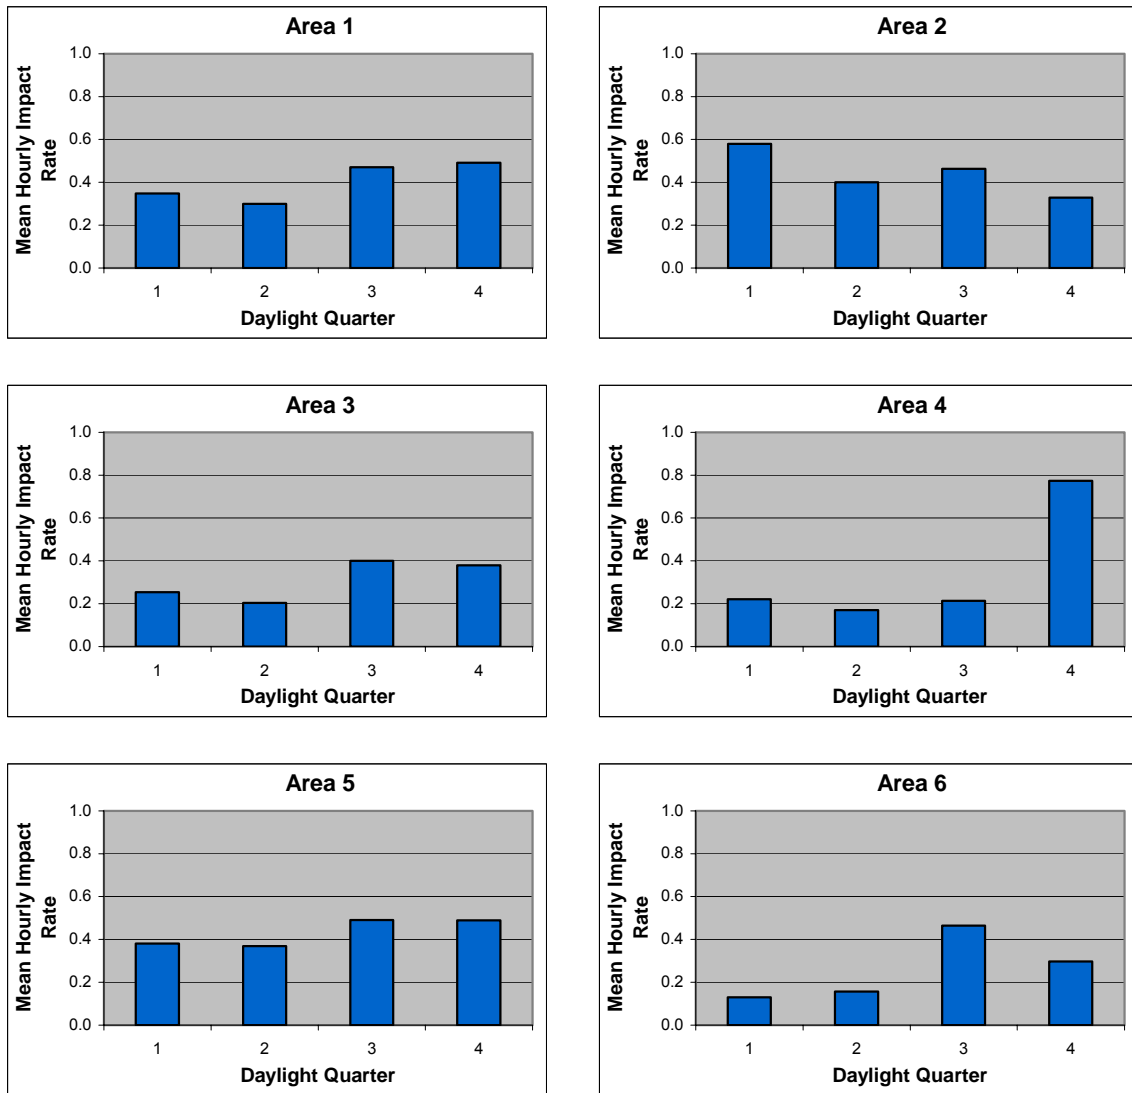 Area 1
Mean Hourly Impact
Rate
1.0
0.8
0.6
0.4
0.2
0.0
1 2 3 4
Daylight Quarter
Area 2
Mean Hourly Impact
Rate
1.0
0.8
0.6
0.4
0.2
0.0
1 2 3 4
Daylight Quarter
Area 3
Mean Hourly Impact
Rate
1.0
0.8
0.6
0.4
0.2
0.0
1 2 3 4
Daylight Quarter
Area 4
Mean Hourly Impact
Rate
1.0
0.8
0.6
0.4
0.2
0.0
1 2 3 4
Daylight Quarter
Area 5
Mean Hourly Impact
Rate
1.0
0.8
0.6
0.4
0.2
0.0
1 2 3 4
Daylight Quarter
Area 6
Mean Hourly Impact
Rate
1.0
0.8
0.6
0.4
0.2
0.0
1 2 3 4
Daylight Quarter